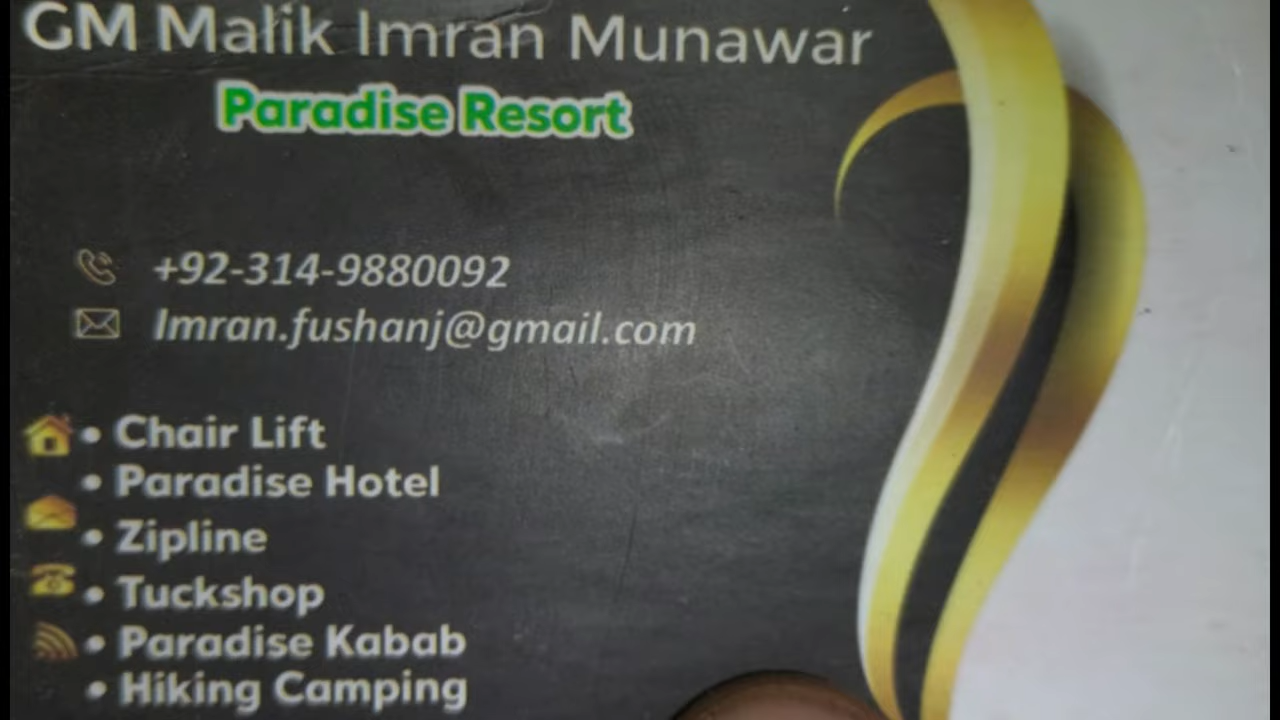 GM Malik Imran Munawar
Paradise Resort
+92-314-9880092
Imran.fushanj@gmail.com
• Chair Lift
• Paradise Hotel
• Zipline
• Tuckshop
• Paradise Kabab
• Hiking Camping